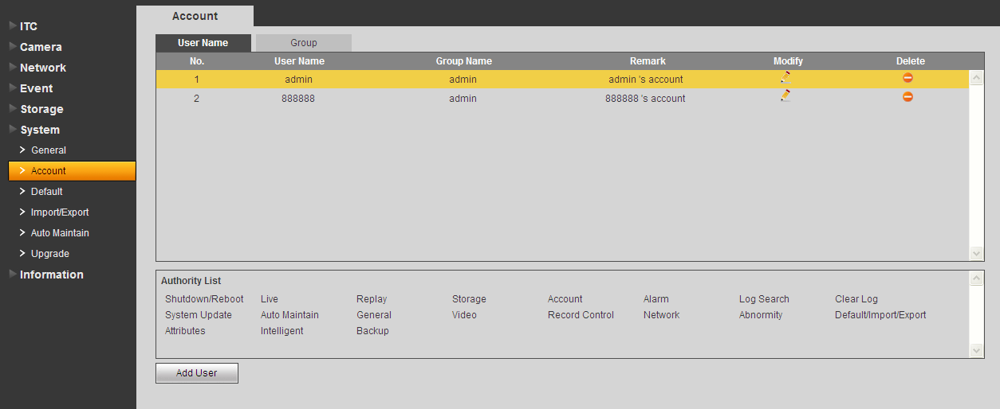 Account
ITC
Camera
Network
Event
Storage
System
General
Account
Default
Import/Export
Auto Maintain
Upgrade
Information
User Name Group
No. User Name Group Name Remark Modify Delete
1 admin admin admin 's account
2 888888 admin 888888 's account
Authority List
Shutdown/Reboot Live Replay Storage Account Alarm Log Search Clear Log
System Update Auto Maintain General Video Record Control Network Abnormity Default/Import/Export
Attributes Intelligent Backup
Add User